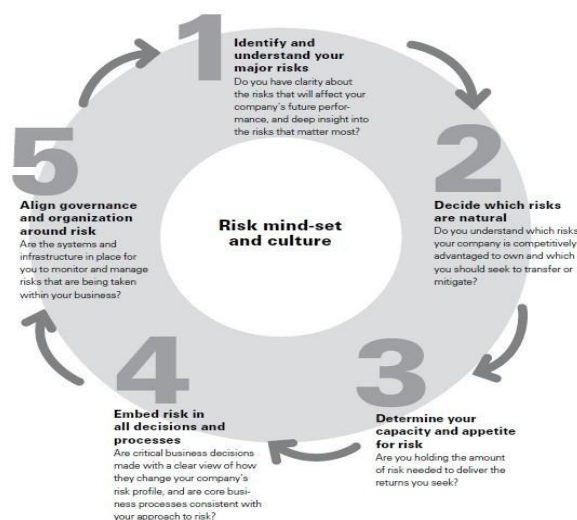 1
Identify and
understand your
major risks
Do you have clarity about
the risks that will affect your
company's future perfor-
mance, and deep insight into
the risks that matter most?
2
Decide which risks
are natural
Do you understand which risks
your company is competitively
advantaged to own and which
you should seek to transfer or
mitigate?
3
Determine your
capacity and appetite
for risk
Are you holding the amount
of risk needed to deliver the
returns you seek?
4
Embed risk in
all decisions and
processes
Are critical business decisions
made with a clear view of how
they change your company's
risk profile, and are core busi-
ness processes consistent with
your approach to risk?
5
Align governance
and organization
around risk
Are the systems and
infrastructure in place for
you to monitor and manage
risks that are being taken
within your business?
Risk mind-set
and culture